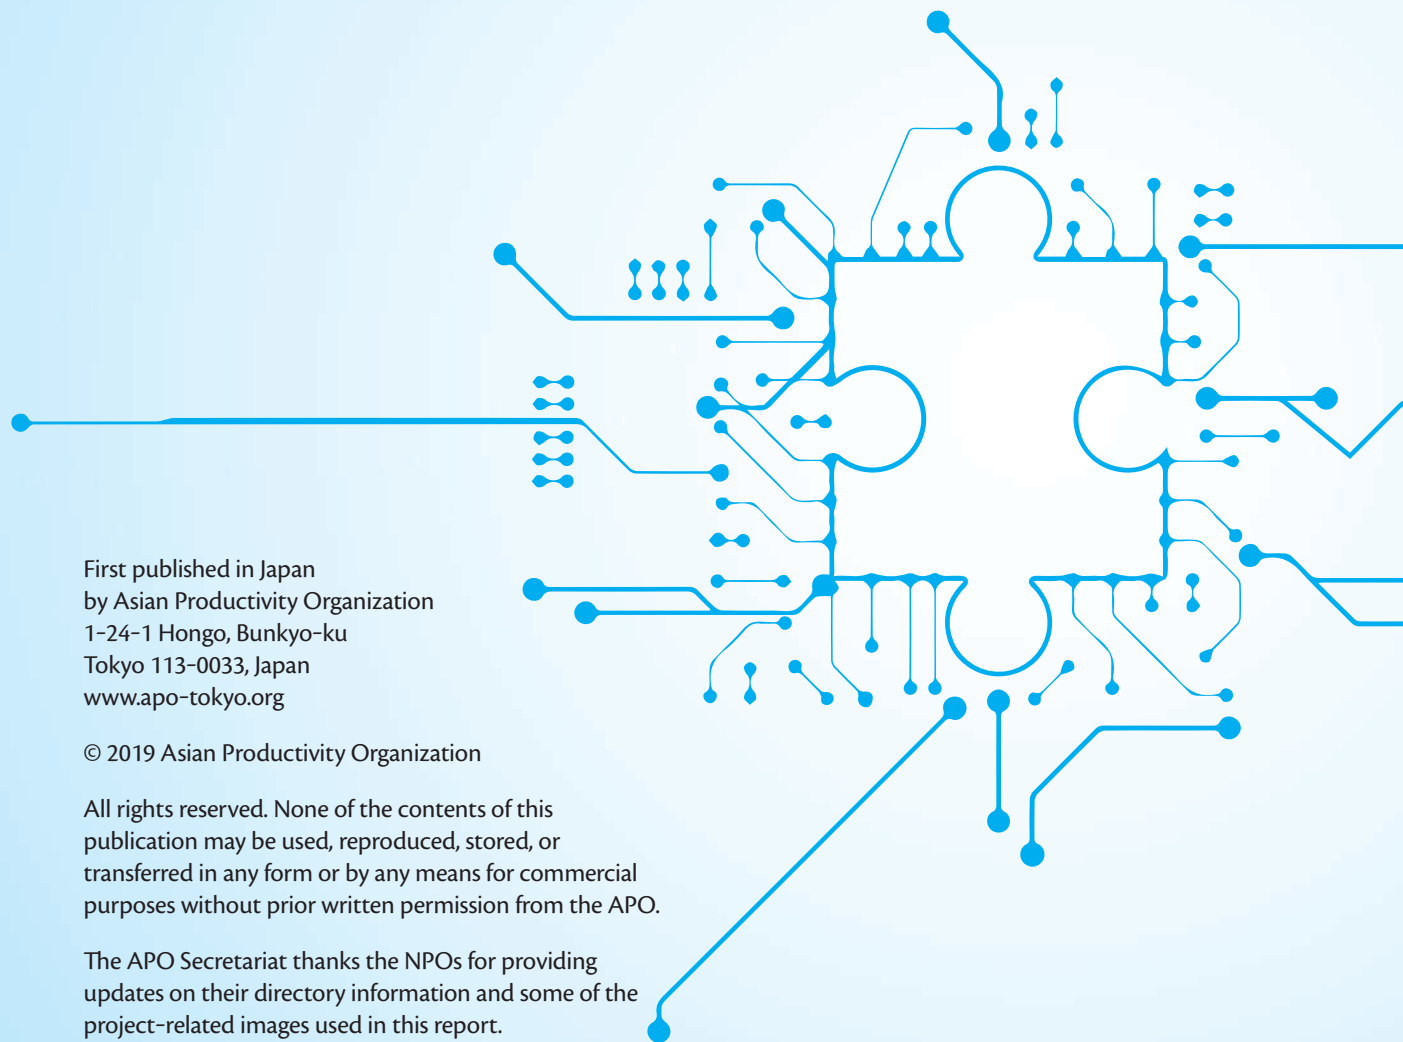 First published in Japan
by Asian Productivity Organization
1-24-1 Hongo, Bunkyo-ku
Tokyo 113-0033, Japan
www.apo-tokyo.org
© 2019 Asian Productivity Organization
All rights reserved. None of the contents of this
publication may be used, reproduced, stored, or
transferred in any form or by any means for commercial
purposes without prior written permission from the APO.
The APO Secretariat thanks the NPOs for providing
updates on their directory information and some of the
project-related images used in this report.